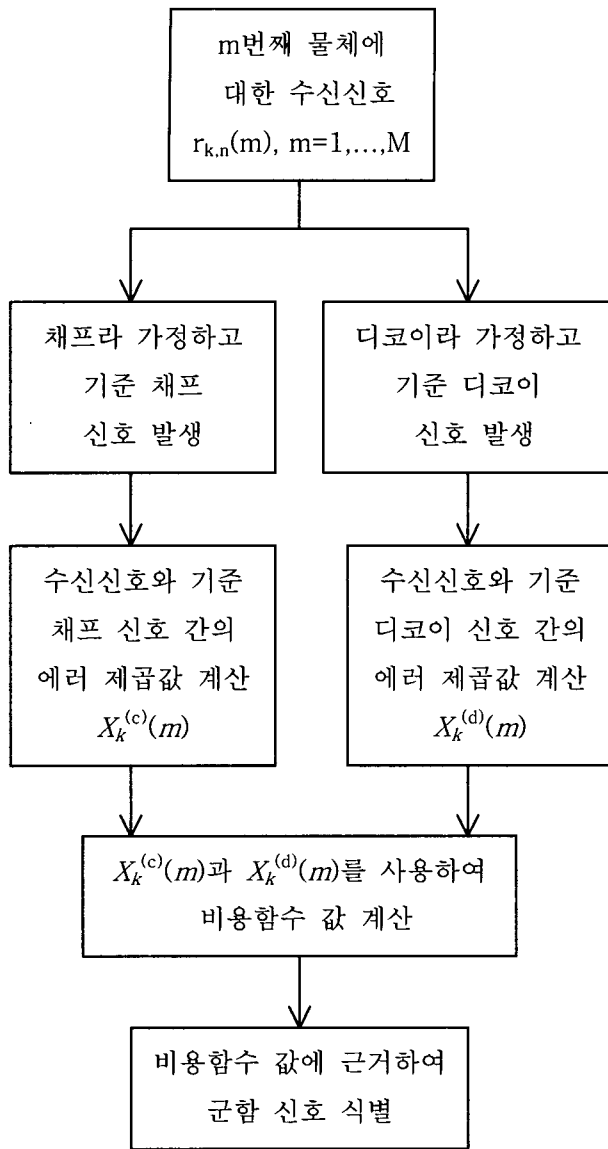 m번째 물체에
대한 수신신호
r_{k,n}(m), m=1,...,M
채프라 가정하고
기준 채프
신호 발생
디코이라 가정하고
기준 디코이
신호 발생
수신신호와 기준
채프 신호 간의
에러 제곱값 계산
X_k^{(c)}(m)
수신신호와 기준
디코이 신호 간의
에러 제곱값 계산
X_k^{(d)}(m)
X_k^{(c)}(m)과 X_k^{(d)}(m)를 사용하여
비용함수 값 계산
비용함수 값에 근거하여
군함 신호 식별